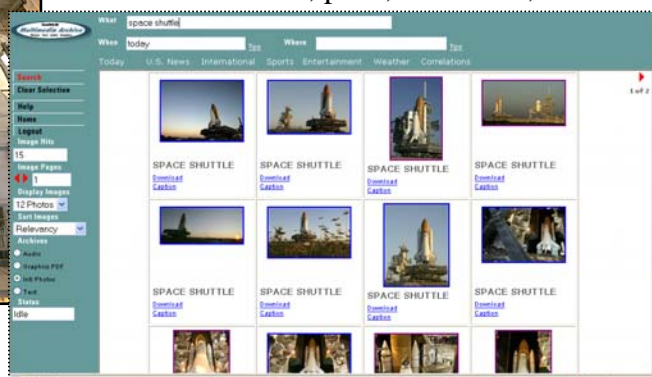 Multimedia Archive
What space shuttle
When today Tips Where Tips
Today U.S. News International Sports Entertainment Weather Correlations
Search
Clear Selection
Help
Home
Logout
Image Hits
15
Image Pages
1
Display Images
12 Photos
Sort Images
Relevancy
Archives
Audio
Graphics PDF
Intl Photos
Text
Status
Idle
1 of 2
SPACE SHUTTLE
Download
Caption
SPACE SHUTTLE
Download
Caption
SPACE SHUTTLE
Download
Caption
SPACE SHUTTLE
Download
Caption
SPACE SHUTTLE
Download
Caption
SPACE SHUTTLE
Download
Caption
SPACE SHUTTLE
Download
Caption
SPACE SHUTTLE
Download
Caption